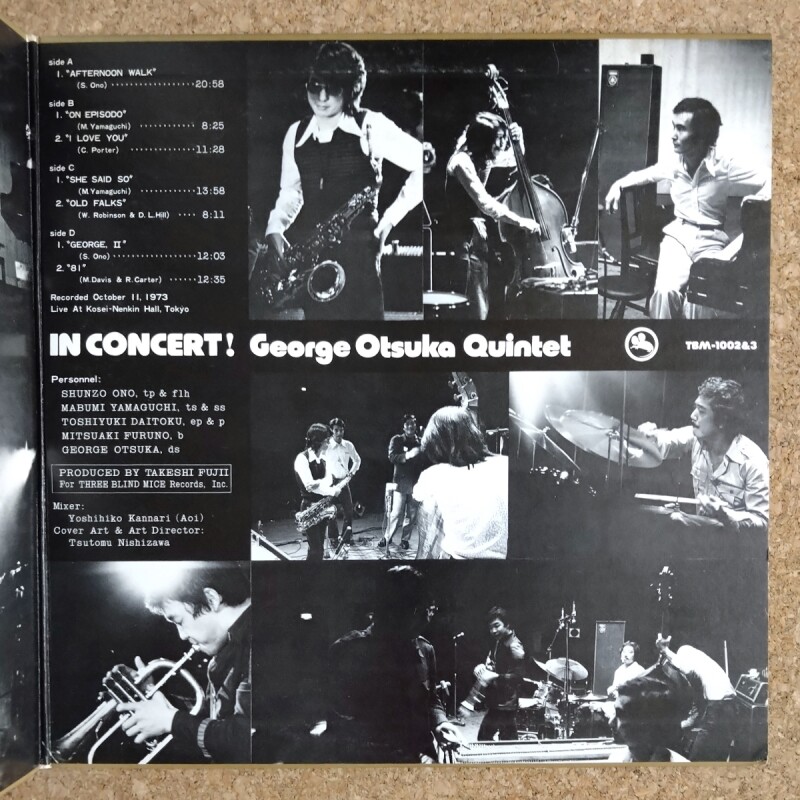 side A
1. "AFTERNOON WALK"
(S. Ono) ·················20:58
side B
1. "ON EPISODO"
(M. Yamaguchi) ·············· 8:25
2. "I LOVE YOU"
(C. Porter) ················11:28
side C
1. "SHE SAID SO"
(M. Yamaguchi) ············13:58
2. "OLD FALKS"
(W. Robinson & D. L. Hill) ···· 8:11
side D
1. "GEORGE, II"
(S. Ono) ·················12:03
2. "81"
(M. Davis & R. Carter) ······12:35
Recorded October 11, 1973
Live At Kosei-Nenkin Hall, Tokyo
IN CONCERT! George Otsuka Quintet TBM-1002&3
Personnel:
SHUNZO ONO, tp & flh
MABUMI YAMAGUCHI, ts & ss
TOSHIYUKI DAITOKU, ep & p
MITSUAKI FURUNO, b
GEORGE OTSUKA, ds
PRODUCED BY TAKESHI FUJII
For THREE BLIND MICE Records, Inc.
Mixer:
Yoshihiko Kannari (Aoi)
Cover Art & Art Director:
Tsutomu Nishizawa